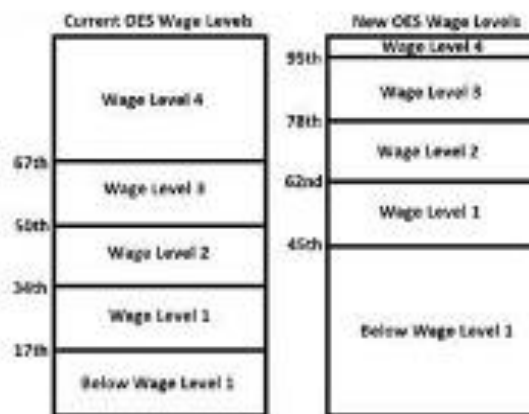 Current OES Wage Levels
Wage Level 4
67th
Wage Level 3
50th
Wage Level 2
34th
Wage Level 1
17th
Below Wage Level 1
New OES Wage Levels
Wage Level 4
95th
Wage Level 3
78th
Wage Level 2
62nd
Wage Level 1
45th
Below Wage Level 1